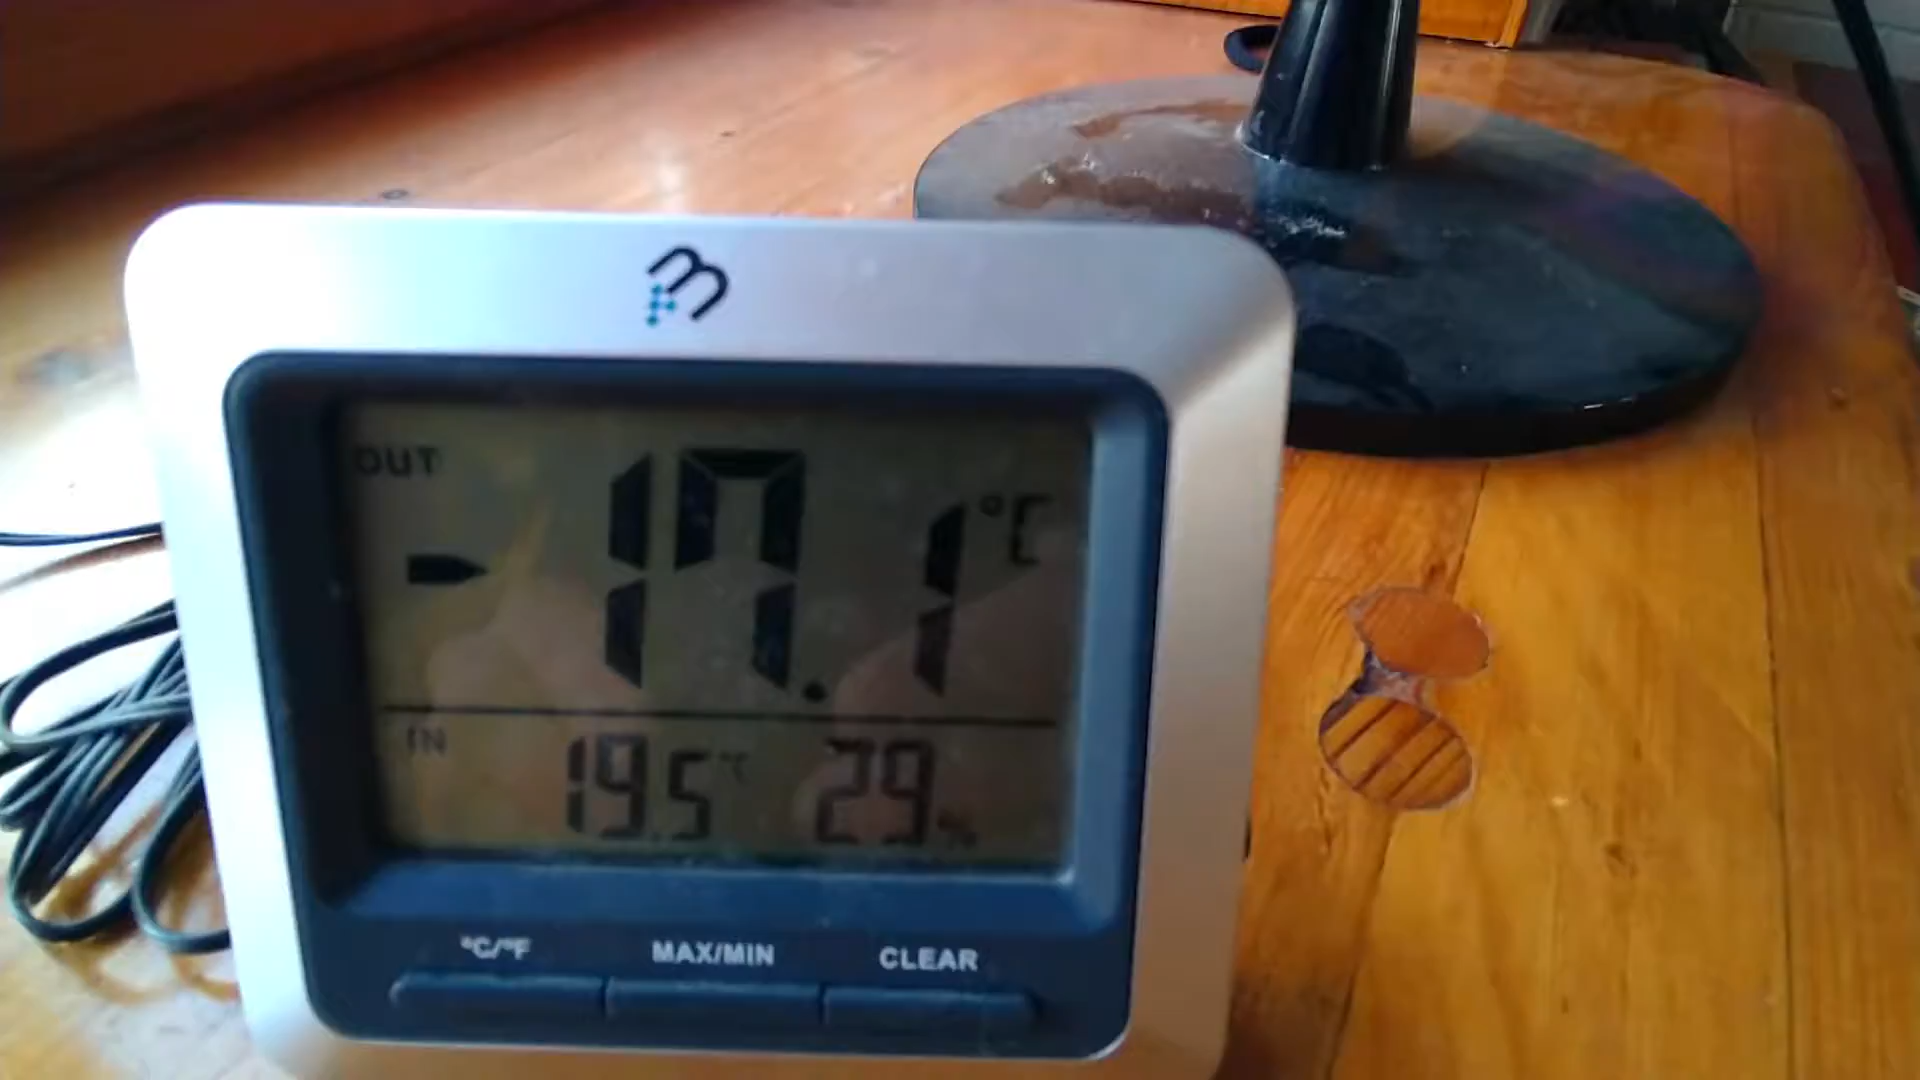 OUT
-17.1 °C
IN
19.5 °C 29 %
°C/°F MAX/MIN CLEAR